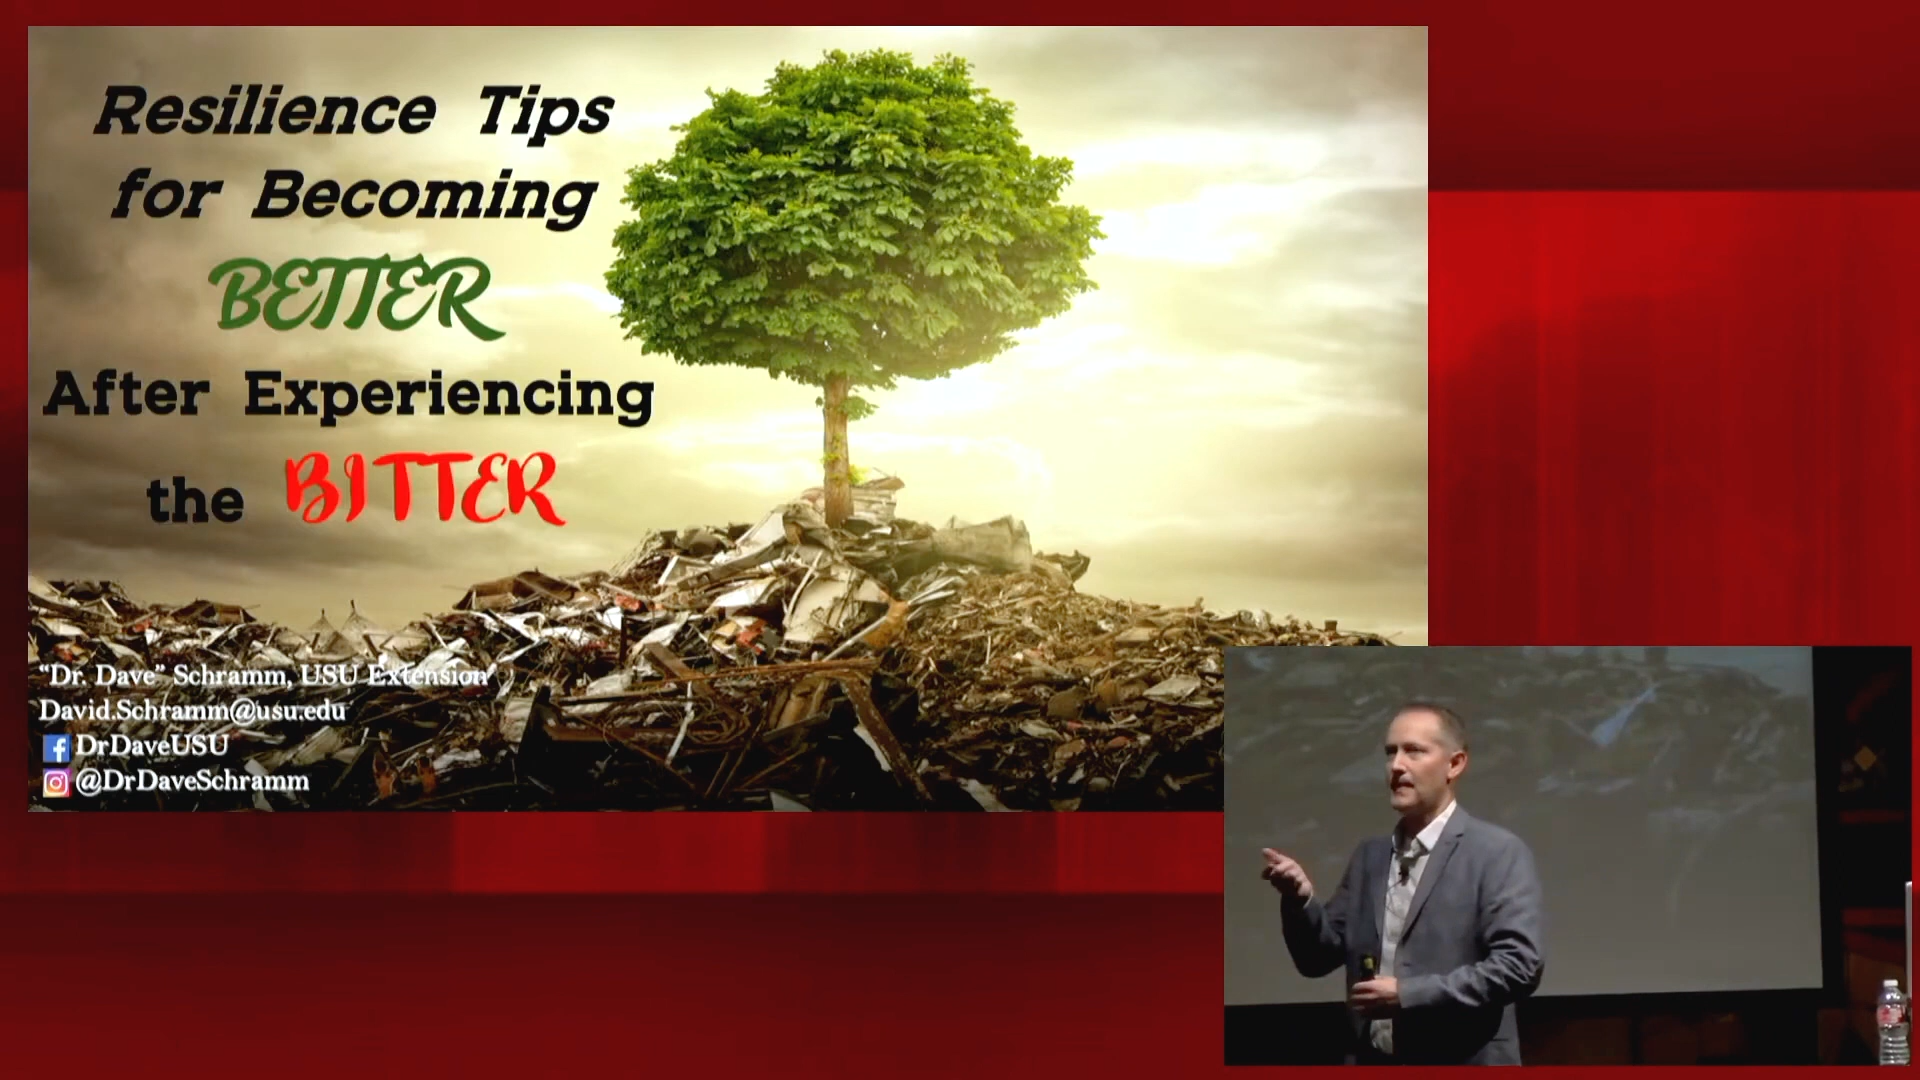 Resilience Tips
for Becoming
BETTER
After Experiencing
the BITTER
“Dr. Dave” Schramm, USU Extension
David.Schramm@usu.edu
DrDaveUSU
@DrDaveSchramm